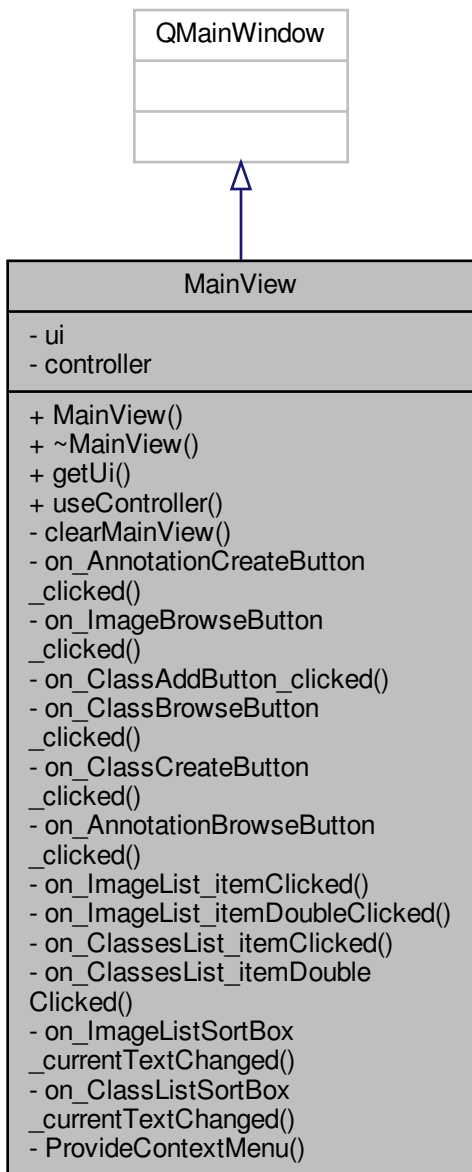 QMainWindow
MainView
- ui
- controller
+ MainView()
+ ~MainView()
+ getUi()
+ useController()
- clearMainView()
- on_AnnotationCreateButton
_clicked()
- on_ImageBrowseButton
_clicked()
- on_ClassAddButton_clicked()
- on_ClassBrowseButton
_clicked()
- on_ClassCreateButton
_clicked()
- on_AnnotationBrowseButton
_clicked()
- on_ImageList_itemClicked()
- on_ImageList_itemDoubleClicked()
- on_ClassesList_itemClicked()
- on_ClassesList_itemDouble
Clicked()
- on_ImageListSortBox
_currentTextChanged()
- on_ClassListSortBox
_currentTextChanged()
- ProvideContextMenu()